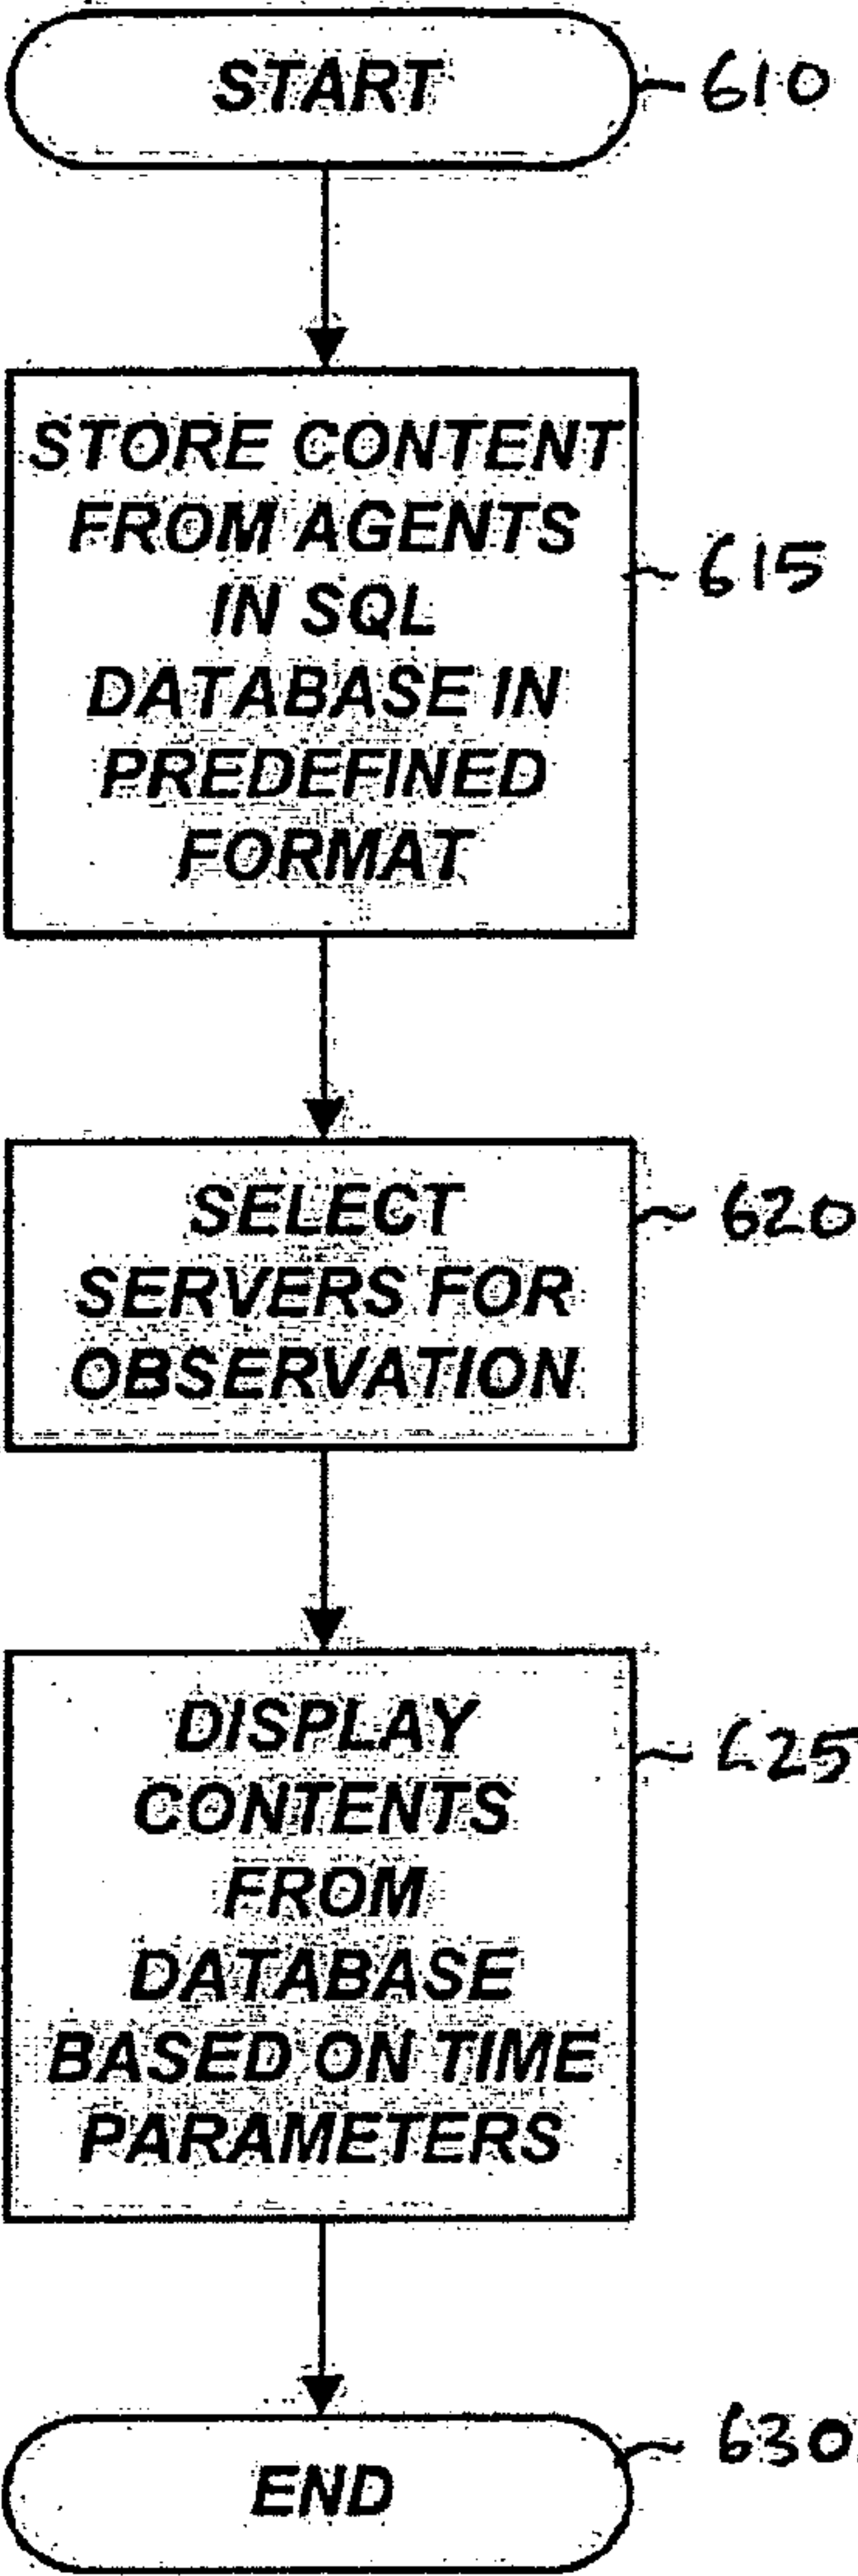 START
610
STORE CONTENT
FROM AGENTS
IN SQL
DATABASE IN
PREDEFINED
FORMAT
615
SELECT
SERVERS FOR
OBSERVATION
620
DISPLAY
CONTENTS
FROM
DATABASE
BASED ON TIME
PARAMETERS
625
END
630